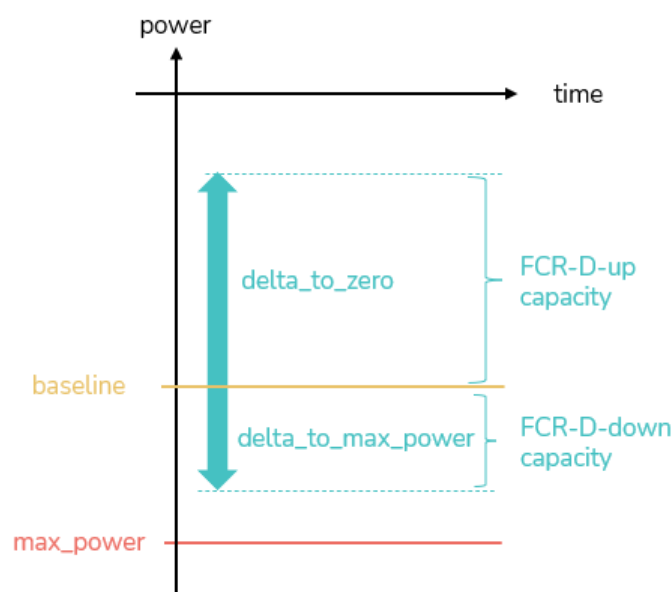 power
time
delta_to_zero
FCR-D-up
capacity
baseline
delta_to_max_power
FCR-D-down
capacity
max_power